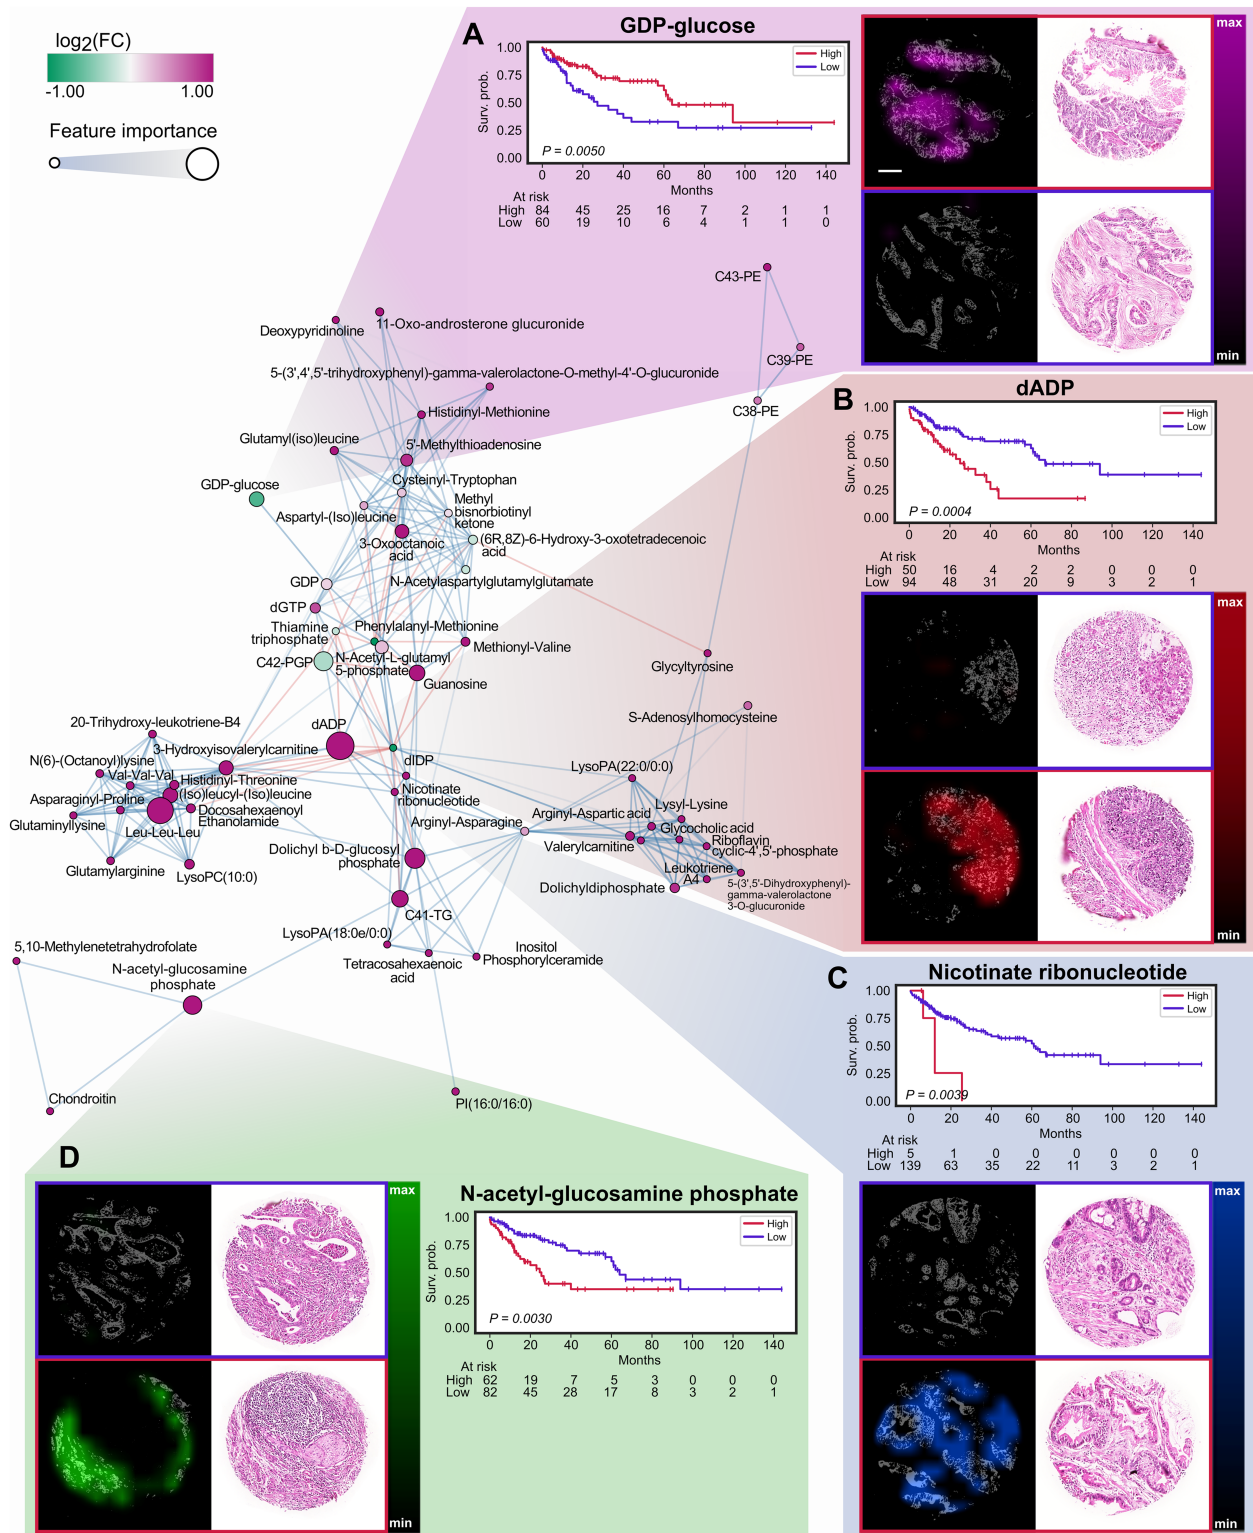 log2(FC)
-1.00 1.00
Feature importance
A GDP-glucose
1.00
0.75
0.50
0.25
0.00
Surv. prob.
High
Low
P = 0.0050
0 20 40 60 80 100 120 140
Months
At risk
High 84 45 25 16 7 2 1 1
Low 60 19 10 6 4 1 1 0
max
min
C43-PE
C39-PE
C38-PE
Deoxypyridinoline
11-Oxo-androsterone glucuronide
5-(3',4',5'-trihydroxyphenyl)-gamma-valerolactone-O-methyl-4'-O-glucuronide
Histidinyl-Methionine
Glutamyl(iso)leucine
5'-Methylthioadenosine
GDP-glucose
Cysteinyl-Tryptophan
Aspartyl-(Iso)leucine
Methyl
bisnorbiotinyl
ketone
3-Oxooctanoic
acid
(6R,8Z)-6-Hydroxy-3-oxotetradecenoic
acid
GDP
N-Acetylaspartylglutamylglutamate
dGTP
Thiamine
triphosphate
Phenylalanyl-Methionine
Methionyl-Valine
C42-PGP
N-Acetyl-L-glutamyl
5-phosphate
Guanosine
Glycyltyrosine
S-Adenosylhomocysteine
20-Trihydroxy-leukotriene-B4
dADP
3-Hydroxyisovalerylcarnitine
dIDP
N(6)-(Octanoyl)lysine
Val-Val-Val
Histidinyl-Threonine
(Iso)leucyl-(Iso)leucine
Asparaginyl-Proline
Docosahexaenoyl
Ethanolamide
Glutaminyllysine
Leu-Leu-Leu
Glutamylarginine
LysoPC(10:0)
Nicotinate
ribonucleotide
Arginyl-Asparagine
LysoPA(22:0/0:0)
Arginyl-Aspartic acid
Lysyl-Lysine
Glycocholic acid
Valerylcarnitine
Riboflavin
cyclic-4',5'-phosphate
Leukotriene
A4
Dolichyldiphosphate
5-(3',5'-Dihydroxyphenyl)-
gamma-valerolactone
3-O-glucuronide
Dolichyl b-D-glucosyl
phosphate
C41-TG
LysoPA(18:0e/0:0)
Tetracosahexaenoic
acid
Inositol
Phosphorylceramide
5,10-Methylenetetrahydrofolate
N-acetyl-glucosamine
phosphate
Chondroitin
PI(16:0/16:0)
B dADP
1.00
0.75
0.50
0.25
0.00
Surv. prob.
High
Low
P = 0.0004
0 20 40 60 80 100 120 140
Months
At risk
High 50 16 4 2 2 0 0 0
Low 94 48 31 20 9 3 2 1
max
min
C Nicotinate ribonucleotide
1.00
0.75
0.50
0.25
0.00
Surv. prob.
High
Low
P = 0.0039
0 20 40 60 80 100 120 140
Months
At risk
High 5 1 0 0 0 0 0 0
Low 139 63 35 22 11 3 2 1
max
min
D
max
min
N-acetyl-glucosamine phosphate
1.00
0.75
0.50
0.25
0.00
Surv. prob.
High
Low
P = 0.0030
0 20 40 60 80 100 120 140
Months
At risk
High 62 19 7 5 3 0 0 0
Low 82 45 28 17 8 3 2 1